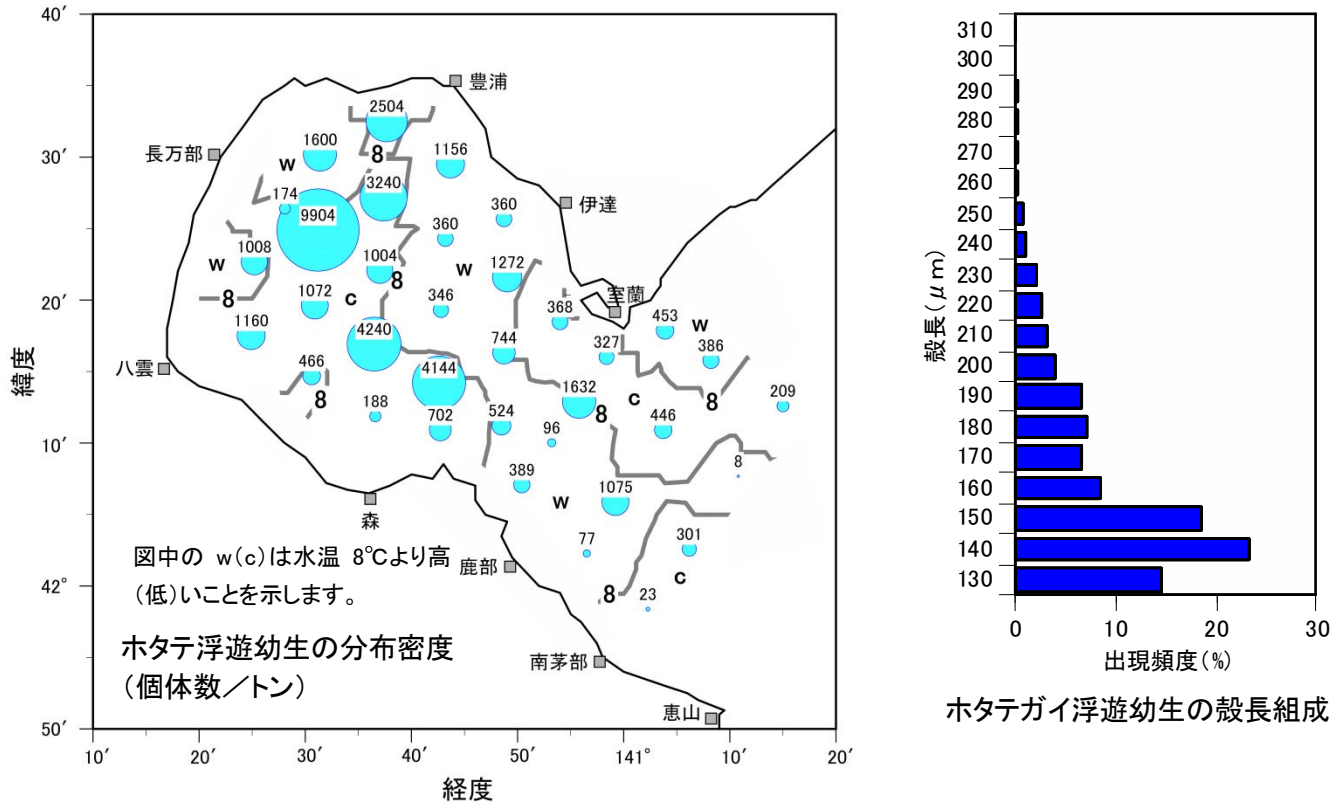 40′
30′
20′
10′
42°
50′
緯度
10′
20′
30′
40′
50′
141°
10′
20′
経度
豊浦
長万部
伊達
室蘭
八雲
森
鹿部
南茅部
恵山
2504
1600
8
1156
w
3240
174
9904
360
360
1008
w
1004
w
1272
8
8
1072
c
346
室蘭
368
453
w
1160
4240
744
327
386
466
4144
1632
c
8
209
8
188
702
524
8
446
96
389
8
w
1075
77
301
c
8
23
図中の w(c)は水温 8℃より高
(低)いことを示します。
ホタテ浮遊幼生の分布密度
(個体数/トン)
310
300
290
280
270
260
250
240
230
220
210
200
190
180
170
160
150
140
130
殻長(μm)
0
10
20
30
出現頻度(%)
ホタテガイ浮遊幼生の殻長組成